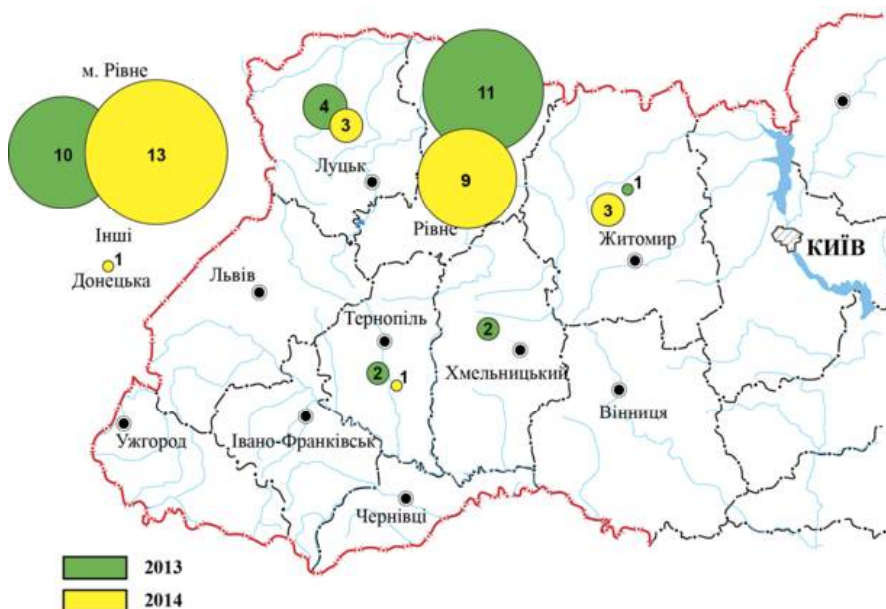 м. Рівне
10
13
Інші
1
Донецька
4
3
Луцьк
11
9
Рівне
1
3
Житомир
КИЇВ
Львів
Тернопіль
2
1
2
Хмельницький
Вінниця
Ужгород
Івано-Франківськ
Чернівці
2013
2014